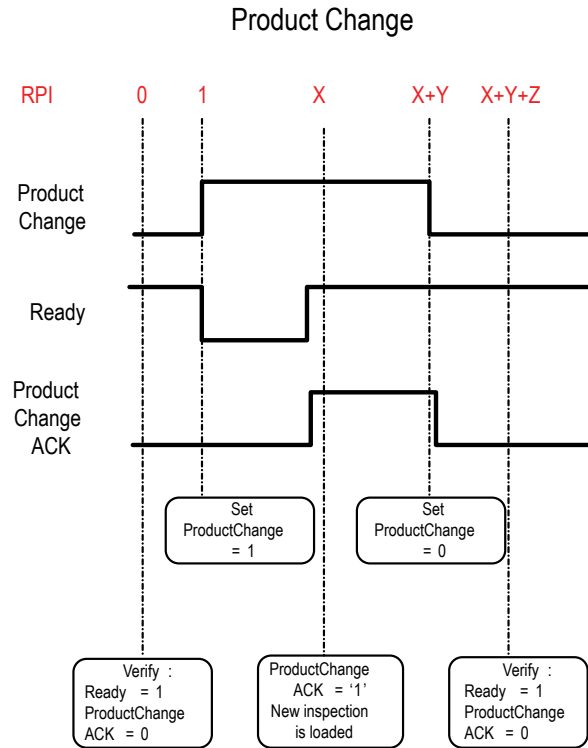 Product Change
RPI 0 1 X X+Y X+Y+Z
Product
Change
Ready
Product
Change
ACK
Set
ProductChange
= 1
Set
ProductChange
= 0
Verify :
Ready = 1
ProductChange
ACK = 0
ProductChange
ACK = ‘1’
New inspection
is loaded
Verify :
Ready = 1
ProductChange
ACK = 0